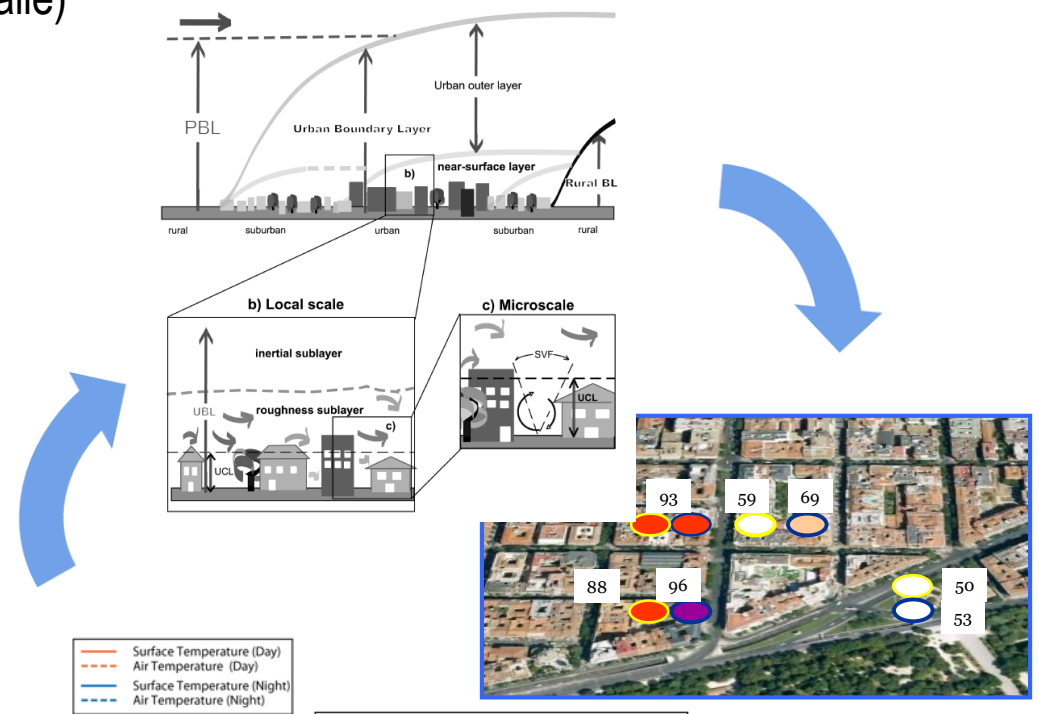 alle)
Urban outer layer
PBL
Urban Boundary Layer
b)
near-surface layer
Rural BL
rural
suburban
urban
suburban
rural
b) Local scale
c) Microscale
inertial sublayer
SVF
UCL
UBL
roughness sublayer
c)
UCL
93
59
69
88
96
50
53
Surface Temperature (Day)
Air Temperature (Day)
Surface Temperature (Night)
Air Temperature (Night)